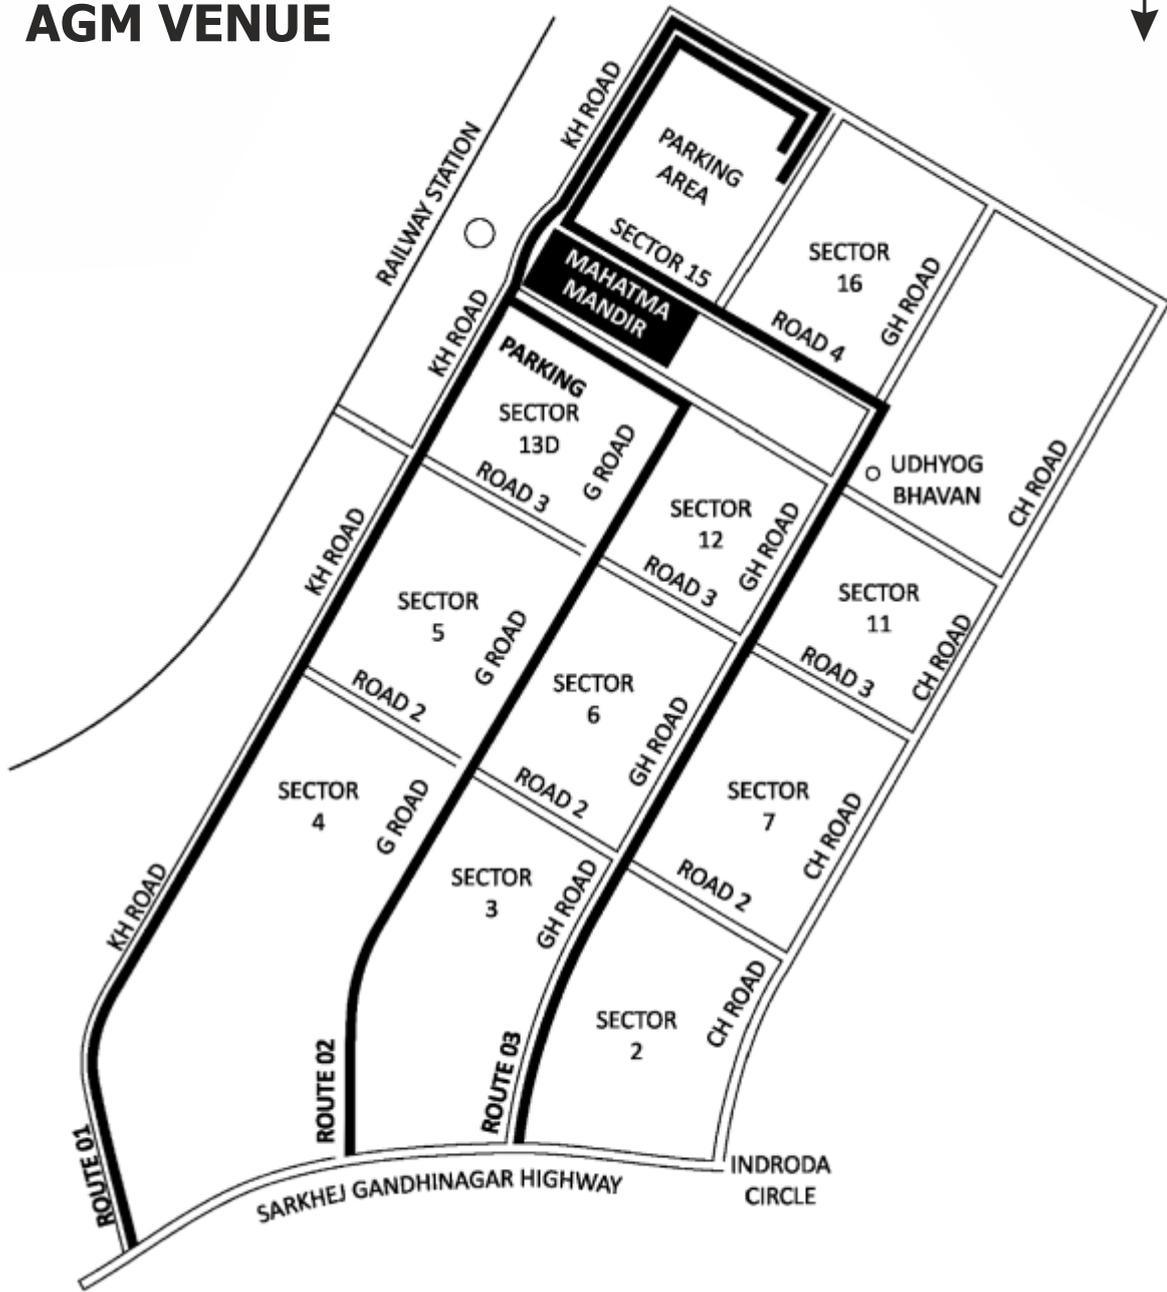 AGM VENUE
KH ROAD
PARKING
AREA
RAILWAY STATION
SECTOR 15
SECTOR
16
MAHATMA
MANDIR
GH ROAD
ROAD 4
KH ROAD
PARKING
SECTOR
13D
G ROAD
ROAD 3
UDHYOG
BHAVAN
CH ROAD
SECTOR
12
GH ROAD
ROAD 3
KH ROAD
SECTOR
5
G ROAD
SECTOR
11
CH ROAD
ROAD 3
ROAD 2
SECTOR
6
GH ROAD
SECTOR
4
G ROAD
ROAD 2
SECTOR
7
CH ROAD
ROAD 2
KH ROAD
SECTOR
3
GH ROAD
SECTOR
2
CH ROAD
ROUTE 01
ROUTE 02
ROUTE 03
SARKHEJ GANDHINAGAR HIGHWAY
INDRODA
CIRCLE